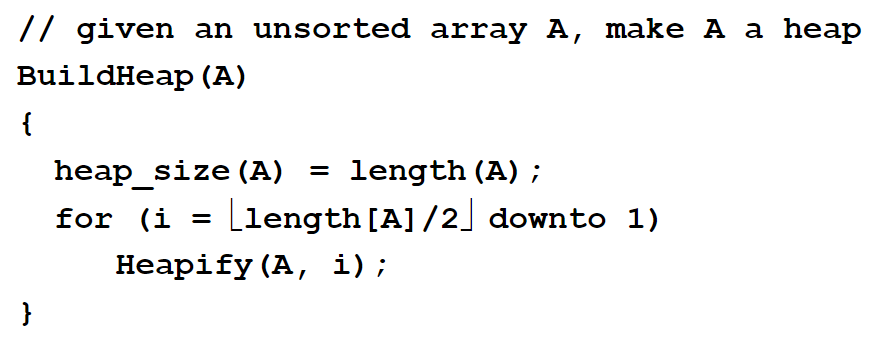 // given an unsorted array A, make A a heap
BuildHeap(A)
{
heap_size(A) = length(A);
for (i = ⌊length[A]/2⌋ downto 1)
Heapify(A, i);
}